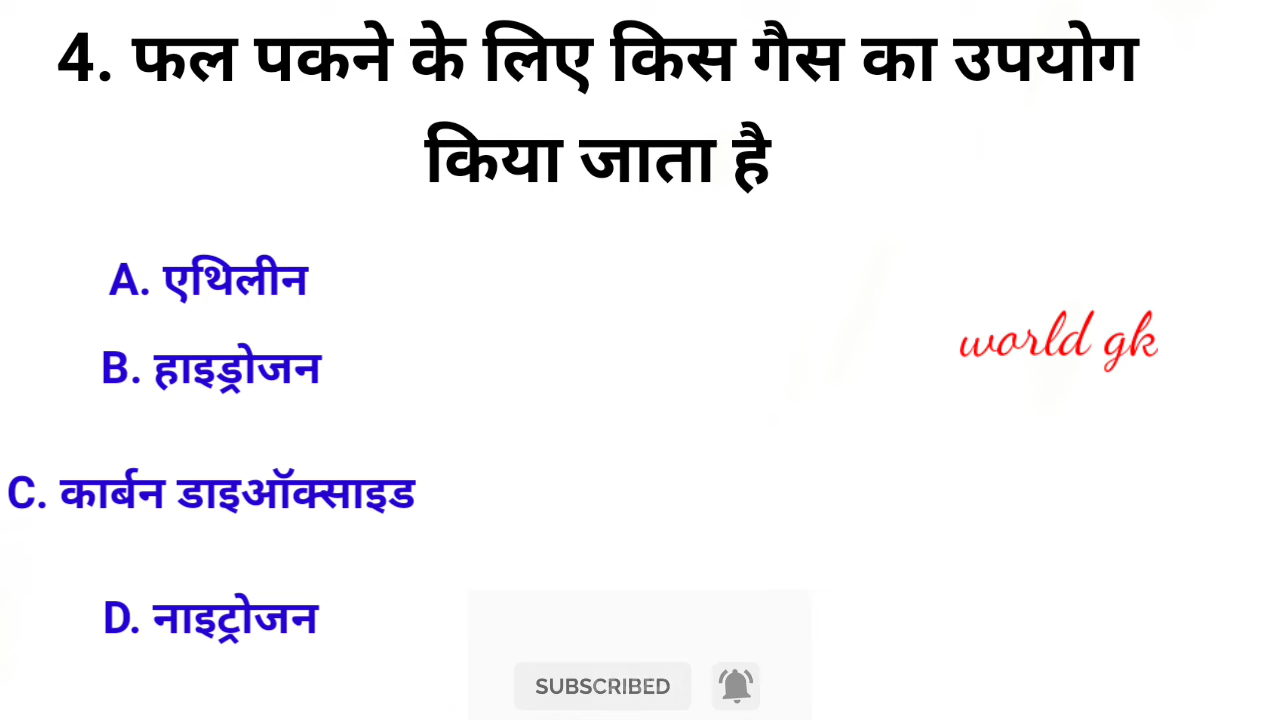 4. फल पकने के लिए किस गैस का उपयोग
किया जाता है
A. एथिलीन
world gk
B. हाइड्रोजन
C. कार्बन डाइऑक्साइड
D. नाइट्रोजन
SUBSCRIBED